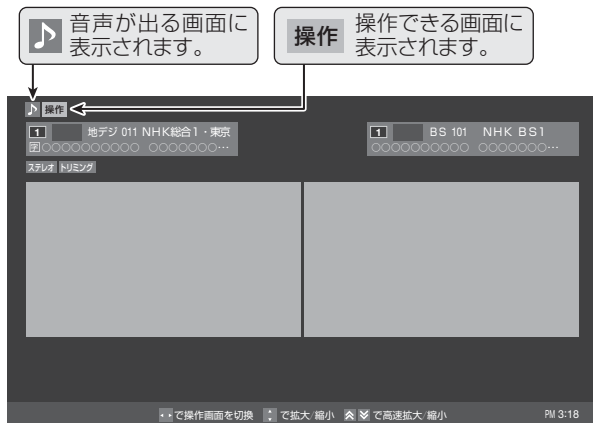 ♪ 音声が出る画面に
表示されます。
操作 操作できる画面に
表示されます。
♪ 操作
1 地デジ 011 NHK総合1・東京
字○○○○○○○○○○ ○○○○○○○…
ステレオ トリミング
1 BS 101 NHK BS1
○○○○○○○○○○ ○○○○○○○…
で操作画面を切換 で拡大/縮小 で高速拡大/縮小
PM 3:18